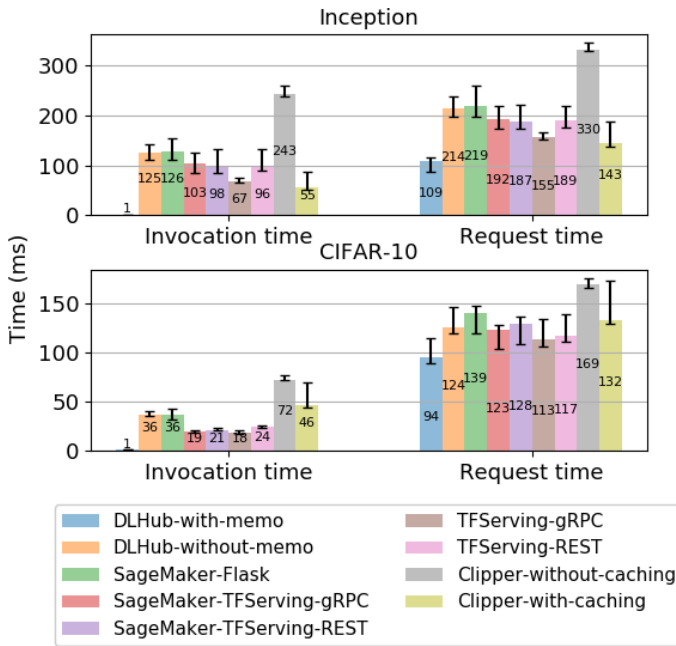 Inception
300
200
100
0
1 125 126 103 98 67 96 243 55
109 214 219 192 187 155 189 330 143
Invocation time Request time
CIFAR-10
Time (ms)
150
100
50
0
1 36 36 19 21 18 24 72 46
94 124 139 123 128 113 117 169 132
Invocation time Request time
DLHub-with-memo
DLHub-without-memo
SageMaker-Flask
SageMaker-TFServing-gRPC
SageMaker-TFServing-REST
TFServing-gRPC
TFServing-REST
Clipper-without-caching
Clipper-with-caching